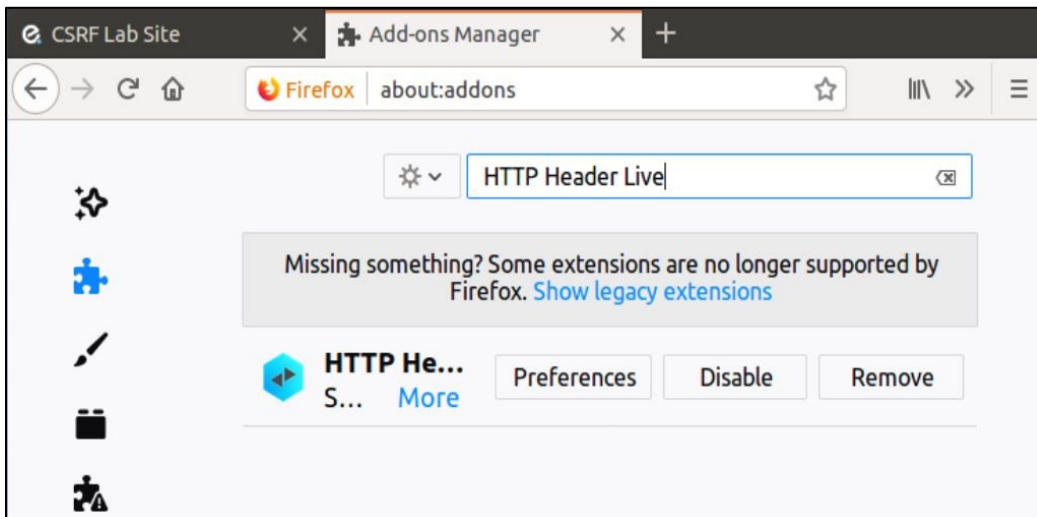 CSRF Lab Site
Add-ons Manager
Firefox about:addons
HTTP Header Live
Missing something? Some extensions are no longer supported by
Firefox. Show legacy extensions
HTTP He... Preferences Disable Remove
S... More